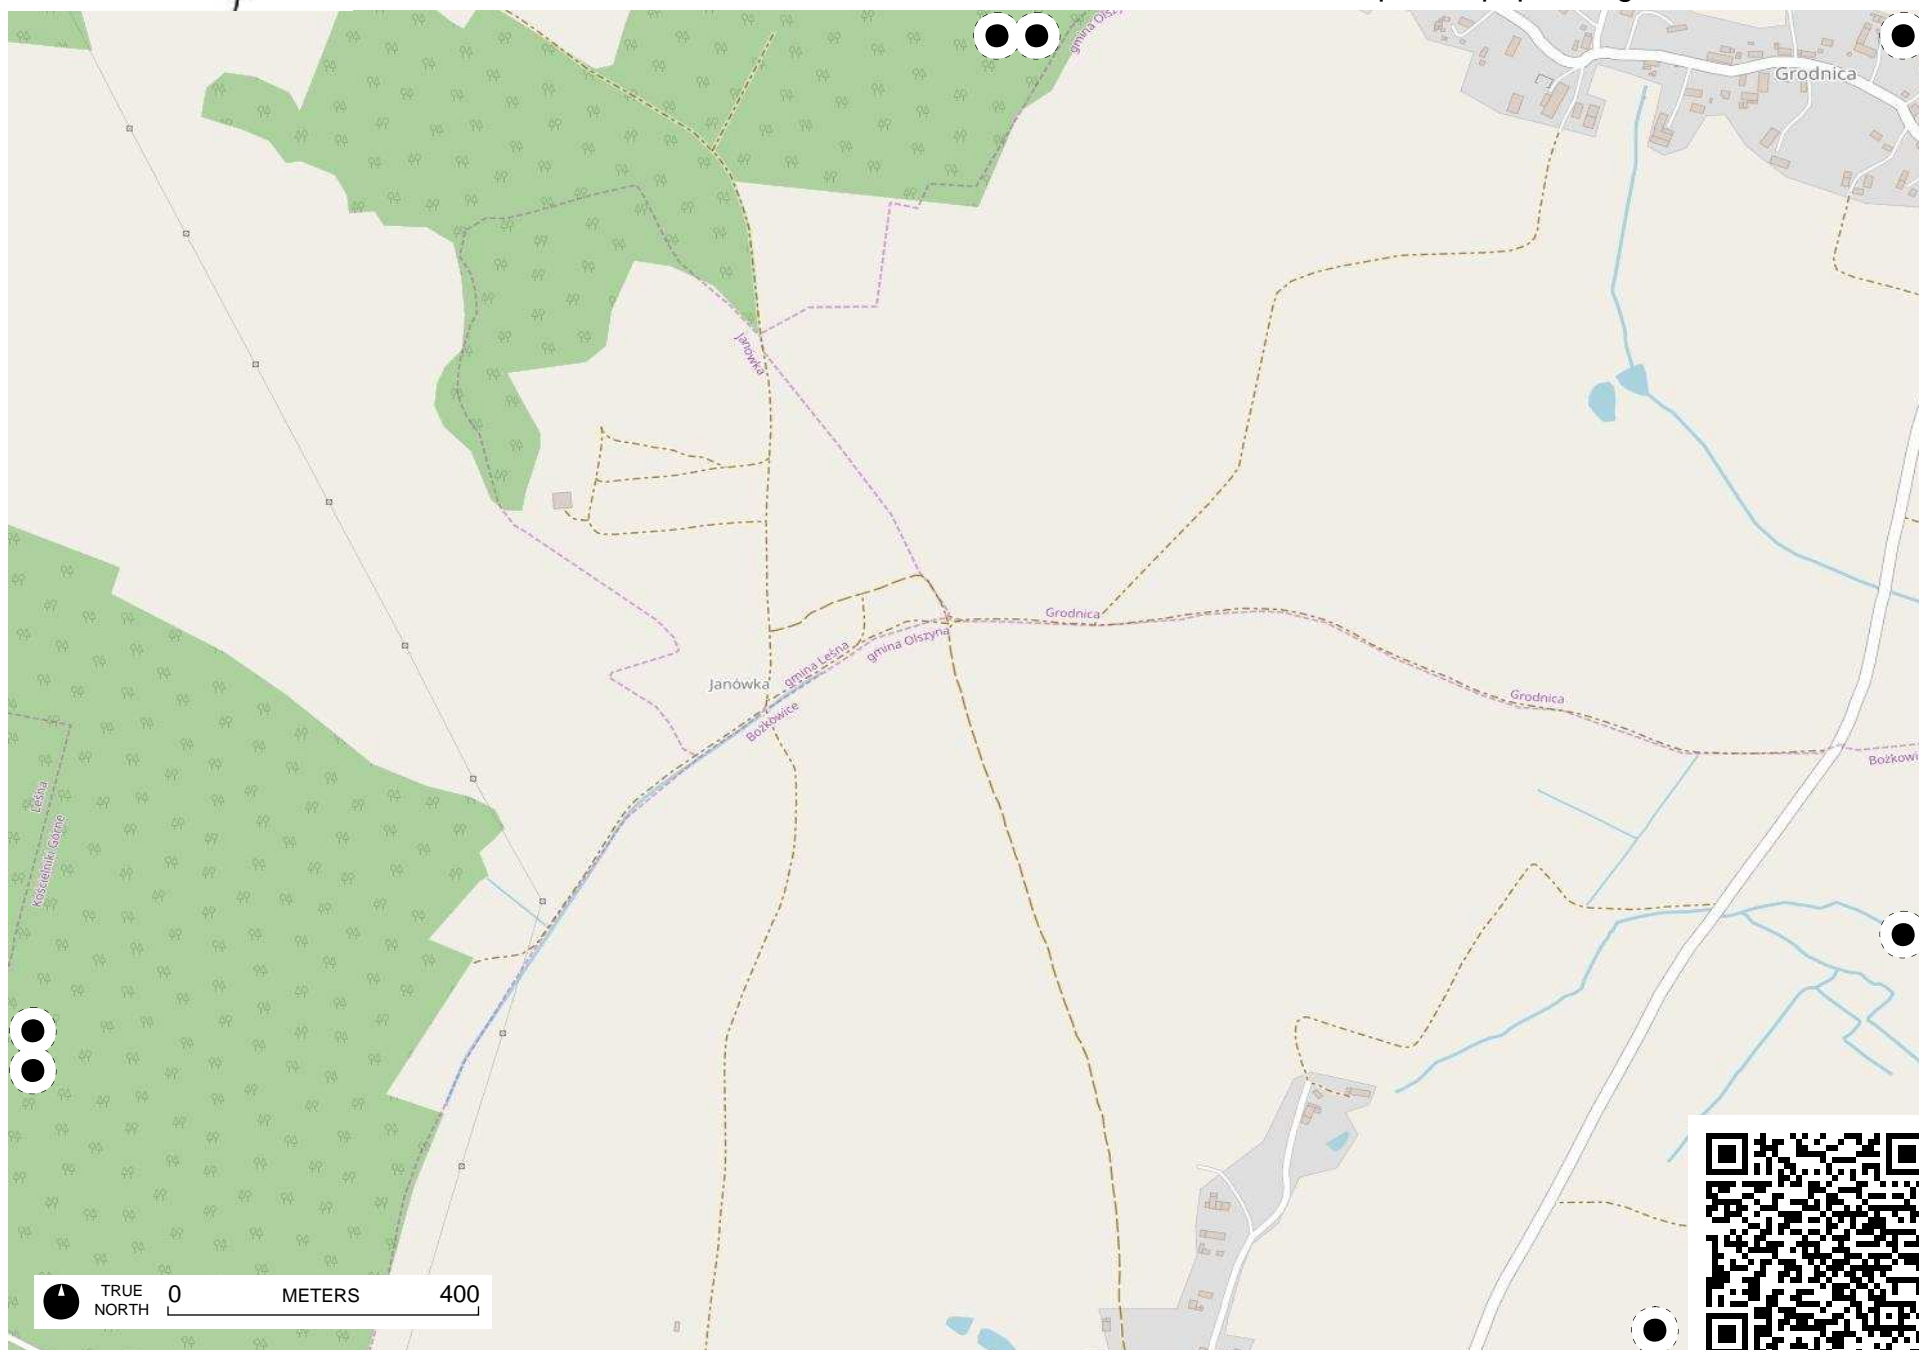 gmina Olszy
Grodnica
Janówka
Grodnica
gmina Leśna
gmina Olszyna
Janówka
Grodnica
Bożkowice
Bożkowi
Leśna
Kościelniki Górne
TRUE
NORTH
0 METERS 400